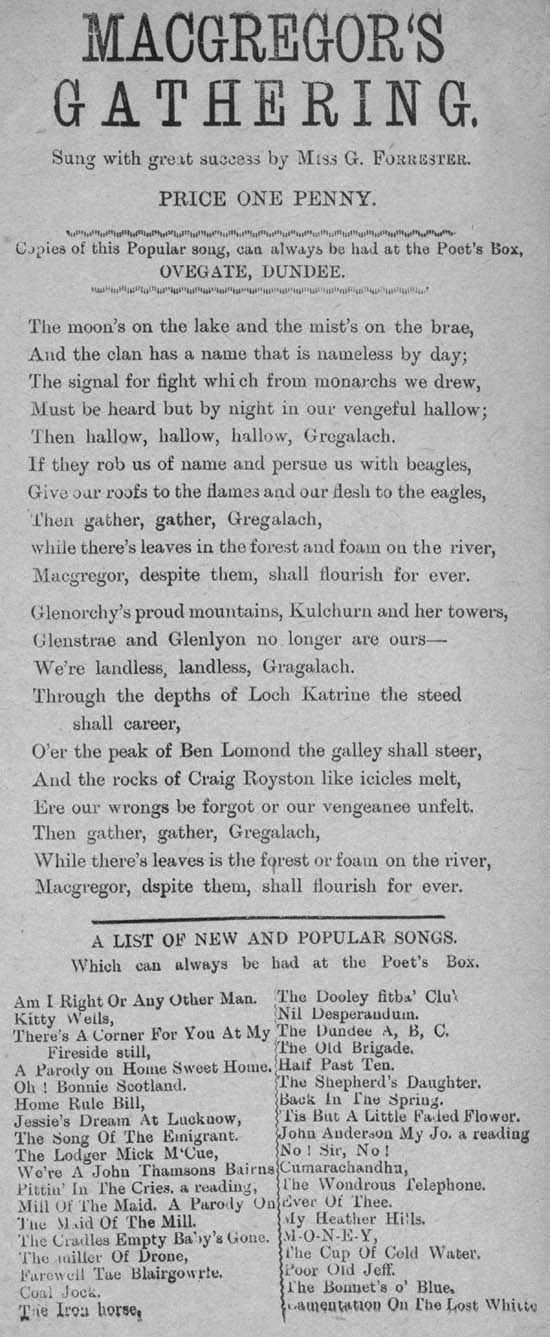 MACGREGOR'S
GATHERING.
Sung with great success by MISS G. FORRESTER.
PRICE ONE PENNY.
Copies of this Popular song, can always be had at the Poet's Box,
OVEGATE, DUNDEE.
The moon's on the lake and the mist's on the brae,
And the clan has a name that is nameless by day;
The signal for fight which from monarchs we drew,
Must be heard but by night in our vengeful hallow;
Then hallow, hallow, hallow, Gregalach.
If they rob us of name and persue us with beagles,
Give our roofs to the flames and our flesh to the eagles,
Then gather, gather, Gregalach,
while there's leaves in the forest and foam on the river,
Macgregor, despite them, shall flourish for ever.
Glenorchy's proud mountains, Kulchurn and her towers,
Glenstrae and Glenlyon no longer are ours—
We're landless, landless, Gragalach.
Through the depths of Loch Katrine the steed
shall career,
O'er the peak of Ben Lomond the galley shall steer,
And the rocks of Craig Royston like icicles melt,
Ere our wrongs be forgot or our vengeanee unfelt.
Then gather, gather, Gregalach,
While there's leaves is the forest or foam on the river,
Macgregor, dspite them, shall flourish for ever.
A LIST OF NEW AND POPULAR SONGS.
Which can always be had at the Poet's Box.
Am I Right Or Any Other Man.
Kitty Wells,
There's A Corner For You At My
Fireside still,
A Parody on Home Sweet Home.
Oh ! Bonnie Scotland.
Home Rule Bill,
Jessie's Dream At Lucknow,
The Song Of The Emigrant.
The Lodger Mick M'Cue,
We're A John Thamsons Bairns
Pittin' In The Cries. a reading,
Mill Of The Maid. A Parody On
The Maid Of The Mill.
The Cradles Empty Baby's Gone.
The miller Of Drone,
Farewell Tae Blairgowrie.
Coal Jock.
The Iron horse,
The Dooley fitba' Club
Nil Desperandum.
The Dundee A, B, C.
The Old Brigade.
Half Past Ten.
The Shepherd's Daughter.
Back In The Spring.
'Tis But A Little Faded Flower.
John Anderson My Jo. a reading
No ! Sir, No !
Cumarachandhu,
The Wondrous Telephone.
Ever Of Thee.
My Heather Hills.
M-O-N-E-Y,
The Cup Of Cold Water.
Poor Old Jeff.
The Bonnet's o' Blue.
Lamentation On The Lost Whitte